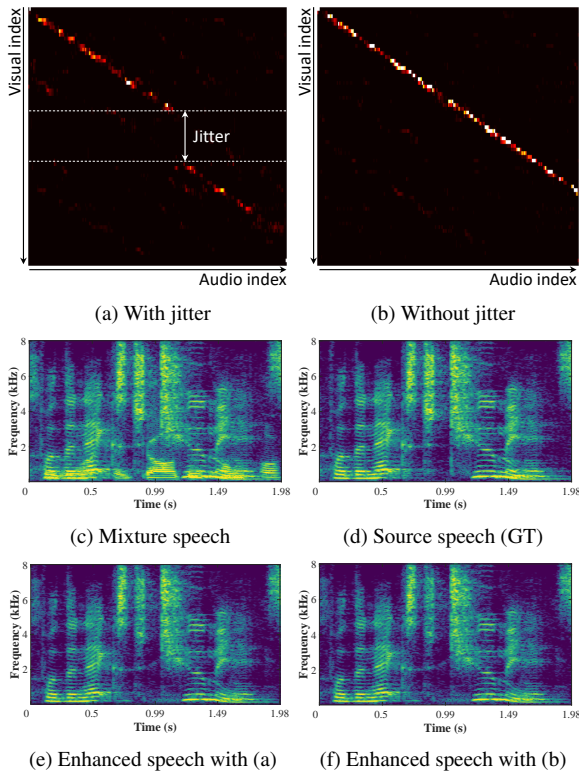 Visual index
Jitter
Audio index
(a) With jitter
Visual index
Audio index
(b) Without jitter
Frequency (kHz)
8
6
4
2
0
0.5
0.99
1.49
1.98
Time (s)
(c) Mixture speech
Frequency (kHz)
8
6
4
2
0
0.5
0.99
1.49
1.98
Time (s)
(d) Source speech (GT)
Frequency (kHz)
8
6
4
2
0
0.5
0.99
1.49
1.98
Time (s)
(e) Enhanced speech with (a)
Frequency (kHz)
8
6
4
2
0
0.5
0.99
1.49
1.98
Time (s)
(f) Enhanced speech with (b)